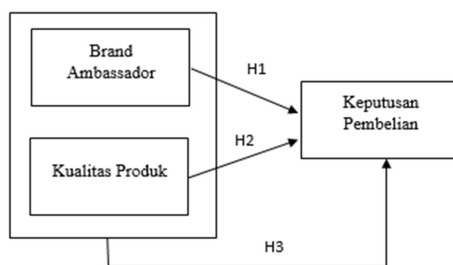 Brand
Ambassador
H1
Keputusan
Pembelian
H2
Kualitas Produk
H3